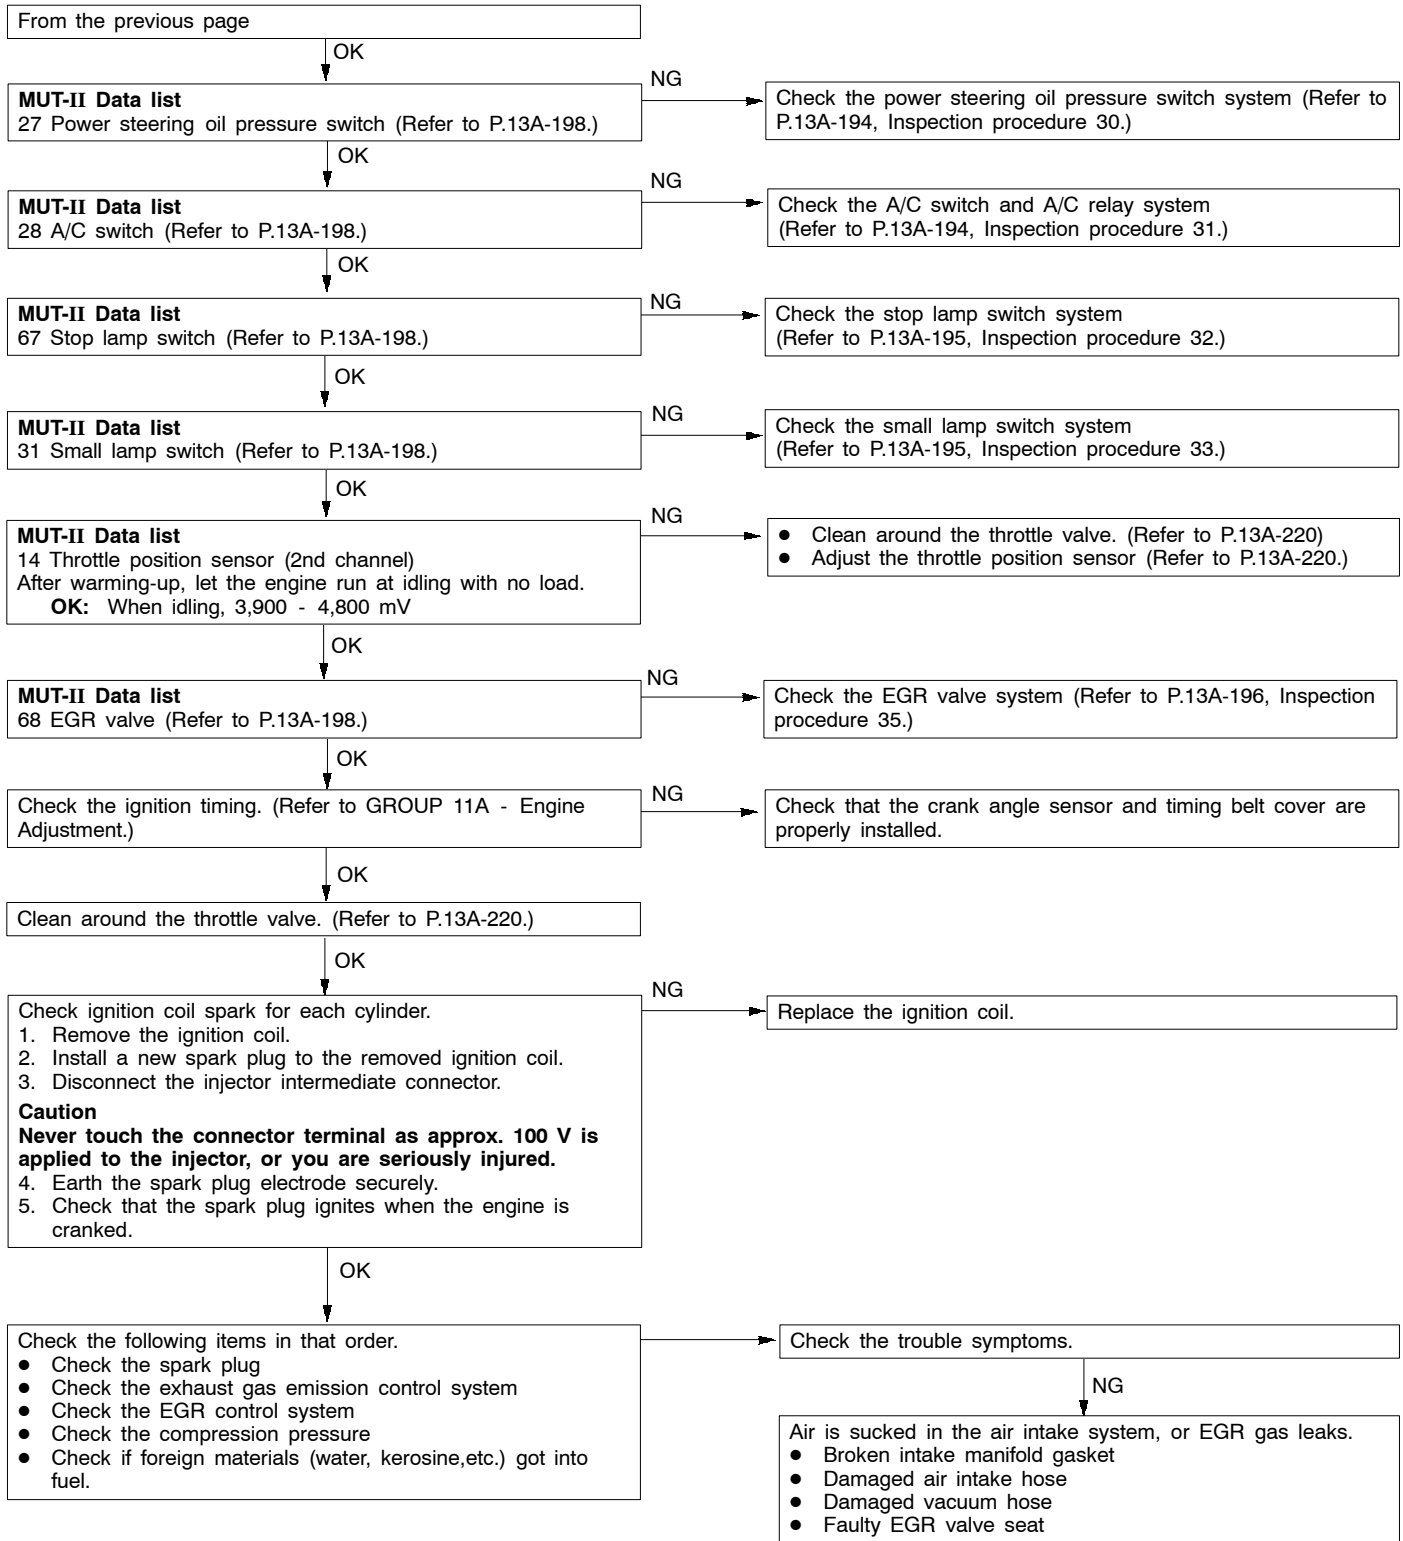 From the previous page
OK
MUT-II Data list
27 Power steering oil pressure switch (Refer to P.13A-198.)
NG
Check the power steering oil pressure switch system (Refer to
P.13A-194, Inspection procedure 30.)
OK
MUT-II Data list
28 A/C switch (Refer to P.13A-198.)
NG
Check the A/C switch and A/C relay system
(Refer to P.13A-194, Inspection procedure 31.)
OK
MUT-II Data list
67 Stop lamp switch (Refer to P.13A-198.)
NG
Check the stop lamp switch system
(Refer to P.13A-195, Inspection procedure 32.)
OK
MUT-II Data list
31 Small lamp switch (Refer to P.13A-198.)
NG
Check the small lamp switch system
(Refer to P.13A-195, Inspection procedure 33.)
OK
MUT-II Data list
14 Throttle position sensor (2nd channel)
After warming-up, let the engine run at idling with no load.
OK: When idling, 3,900 - 4,800 mV
NG
● Clean around the throttle valve. (Refer to P.13A-220)
● Adjust the throttle position sensor (Refer to P.13A-220.)
OK
MUT-II Data list
68 EGR valve (Refer to P.13A-198.)
NG
Check the EGR valve system (Refer to P.13A-196, Inspection
procedure 35.)
OK
Check the ignition timing. (Refer to GROUP 11A - Engine
Adjustment.)
NG
Check that the crank angle sensor and timing belt cover are
properly installed.
OK
Clean around the throttle valve. (Refer to P.13A-220.)
OK
Check ignition coil spark for each cylinder.
1. Remove the ignition coil.
2. Install a new spark plug to the removed ignition coil.
3. Disconnect the injector intermediate connector.
Caution
Never touch the connector terminal as approx. 100 V is
applied to the injector, or you are seriously injured.
4. Earth the spark plug electrode securely.
5. Check that the spark plug ignites when the engine is
cranked.
NG
Replace the ignition coil.
OK
Check the following items in that order.
● Check the spark plug
● Check the exhaust gas emission control system
● Check the EGR control system
● Check the compression pressure
● Check if foreign materials (water, kerosine,etc.) got into
fuel.
Check the trouble symptoms.
NG
Air is sucked in the air intake system, or EGR gas leaks.
● Broken intake manifold gasket
● Damaged air intake hose
● Damaged vacuum hose
● Faulty EGR valve seat